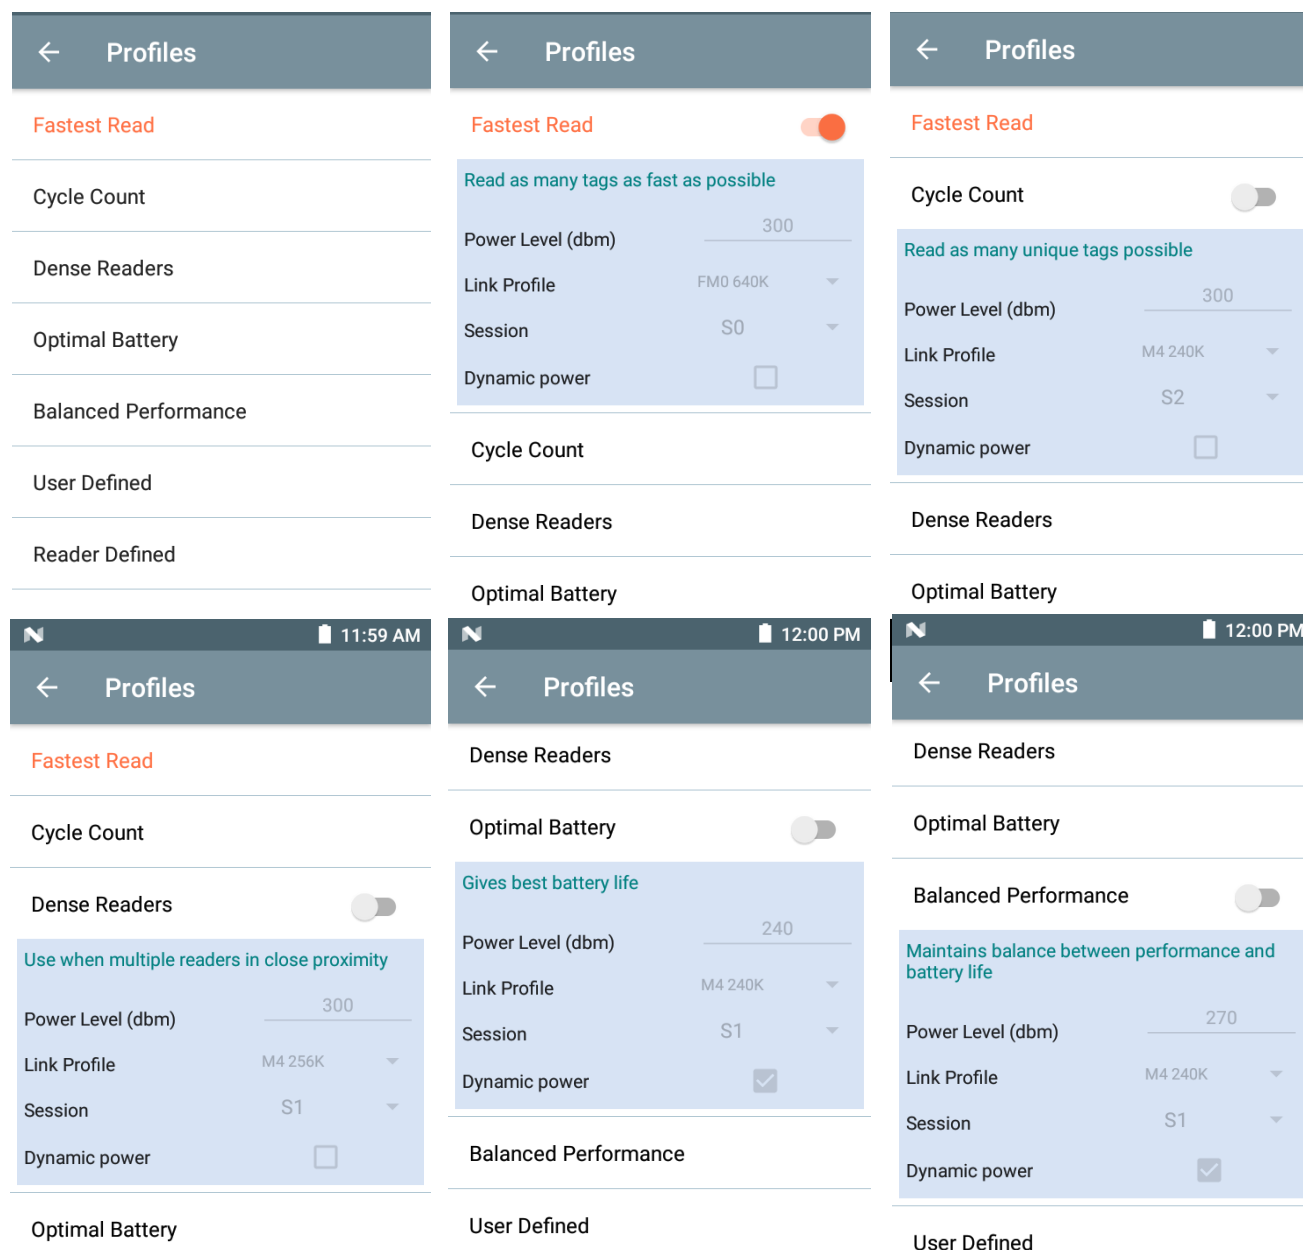 Profiles
Fastest Read
Cycle Count
Dense Readers
Optimal Battery
Balanced Performance
User Defined
Reader Defined
Profiles
Fastest Read
Read as many tags as fast as possible
Power Level (dbm) 300
Link Profile FM0 640K
Session S0
Dynamic power
Cycle Count
Dense Readers
Optimal Battery
Profiles
Fastest Read
Cycle Count
Read as many unique tags possible
Power Level (dbm) 300
Link Profile M4 240K
Session S2
Dynamic power
Dense Readers
Optimal Battery
11:59 AM
Profiles
Fastest Read
Cycle Count
Dense Readers
Use when multiple readers in close proximity
Power Level (dbm) 300
Link Profile M4 256K
Session S1
Dynamic power
Optimal Battery
12:00 PM
Profiles
Dense Readers
Optimal Battery
Gives best battery life
Power Level (dbm) 240
Link Profile M4 240K
Session S1
Dynamic power
Balanced Performance
User Defined
12:00 PM
Profiles
Dense Readers
Optimal Battery
Balanced Performance
Maintains balance between performance and
battery life
Power Level (dbm) 270
Link Profile M4 240K
Session S1
Dynamic power
User Defined